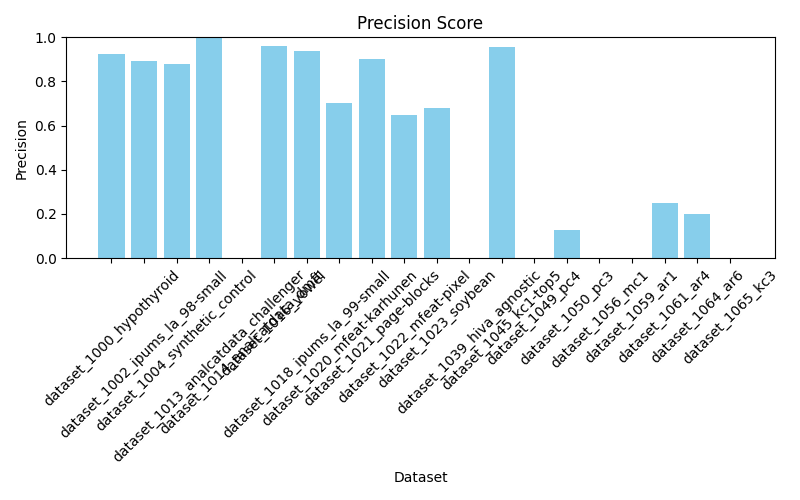 Precision Score
Precision
1.0
0.8
0.6
0.4
0.2
0.0
dataset_1000_hypothyroid
dataset_1002_ipums_la_98-small
dataset_1004_synthetic_control
dataset_1013_analcatdata_challenger
dataset_1014_analcatdata_dmft
dataset_1016_vowel
dataset_1018_ipums_la_99-small
dataset_1020_mfeat-karhunen
dataset_1021_page-blocks
dataset_1022_mfeat-pixel
dataset_1023_soybean
dataset_1039_hiva_agnostic
dataset_1045_kc1-top5
dataset_1049_pc4
dataset_1050_pc3
dataset_1056_mc1
dataset_1059_ar1
dataset_1061_ar4
dataset_1064_ar6
dataset_1065_kc3
Dataset